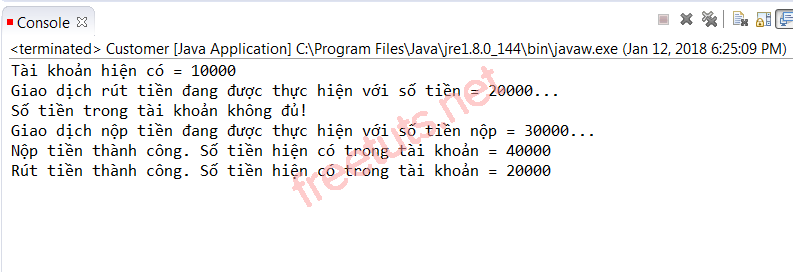 Console
<terminated> Customer [Java Application] C:\Program Files\Java\jre1.8.0_144\bin\javaw.exe (Jan 12, 2018 6:25:09 PM)
Tài khoản hiện có = 10000
Giao dịch rút tiền đang được thực hiện với số tiền = 20000...
Số tiền trong tài khoản không đủ!
Giao dịch nộp tiền đang được thực hiện với số tiền nộp = 30000...
Nộp tiền thành công. Số tiền hiện có trong tài khoản = 40000
Rút tiền thành công. Số tiền hiện có trong tài khoản = 20000
freetuts.net